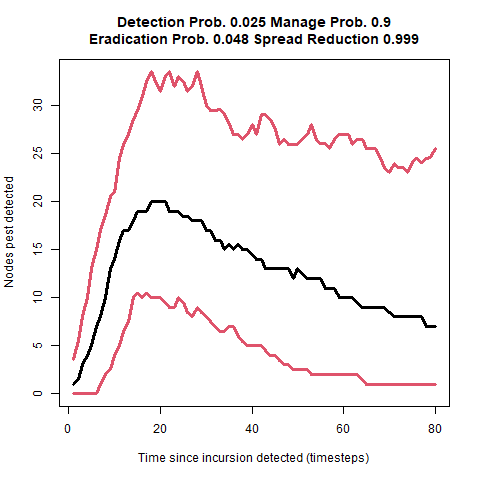 Detection Prob. 0.025 Manage Prob. 0.9
Eradication Prob. 0.048 Spread Reduction 0.999
Nodes pest detected
30
25
20
15
10
5
0
0 20 40 60 80
Time since incursion detected (timesteps)